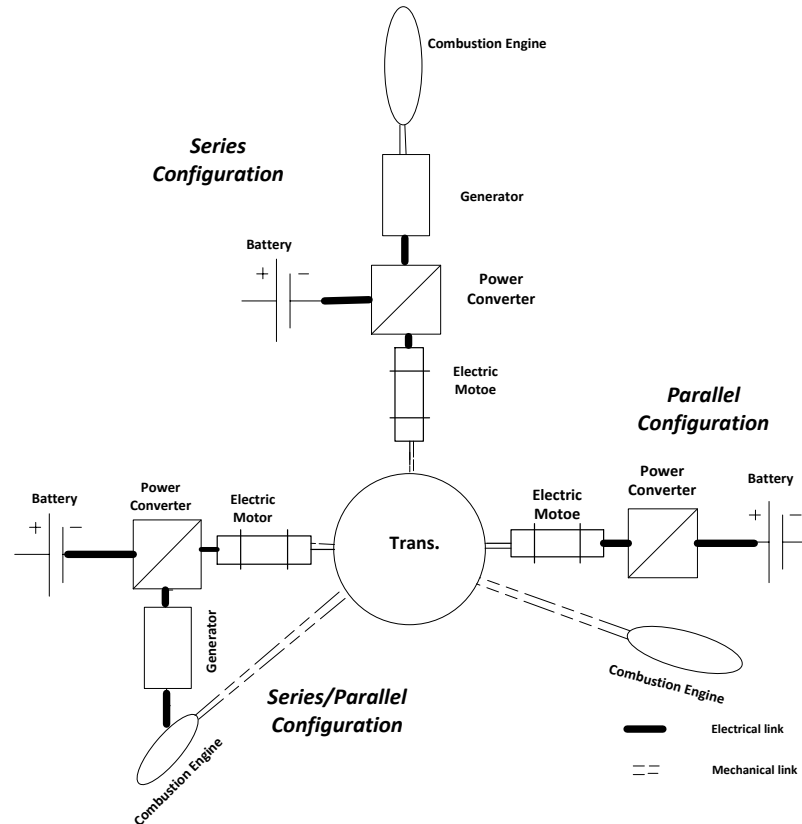 Combustion Engine
Series
Configuration
Generator
Battery
+
−
Power
Converter
Electric
Motoe
Parallel
Configuration
Power
Converter
Battery
+
−
Electric
Motoe
Trans.
Battery
+
−
Power
Converter
Electric
Motor
Generator
Combustion Engine
Series/Parallel
Configuration
Combustion Engine
Electrical link
Mechanical link